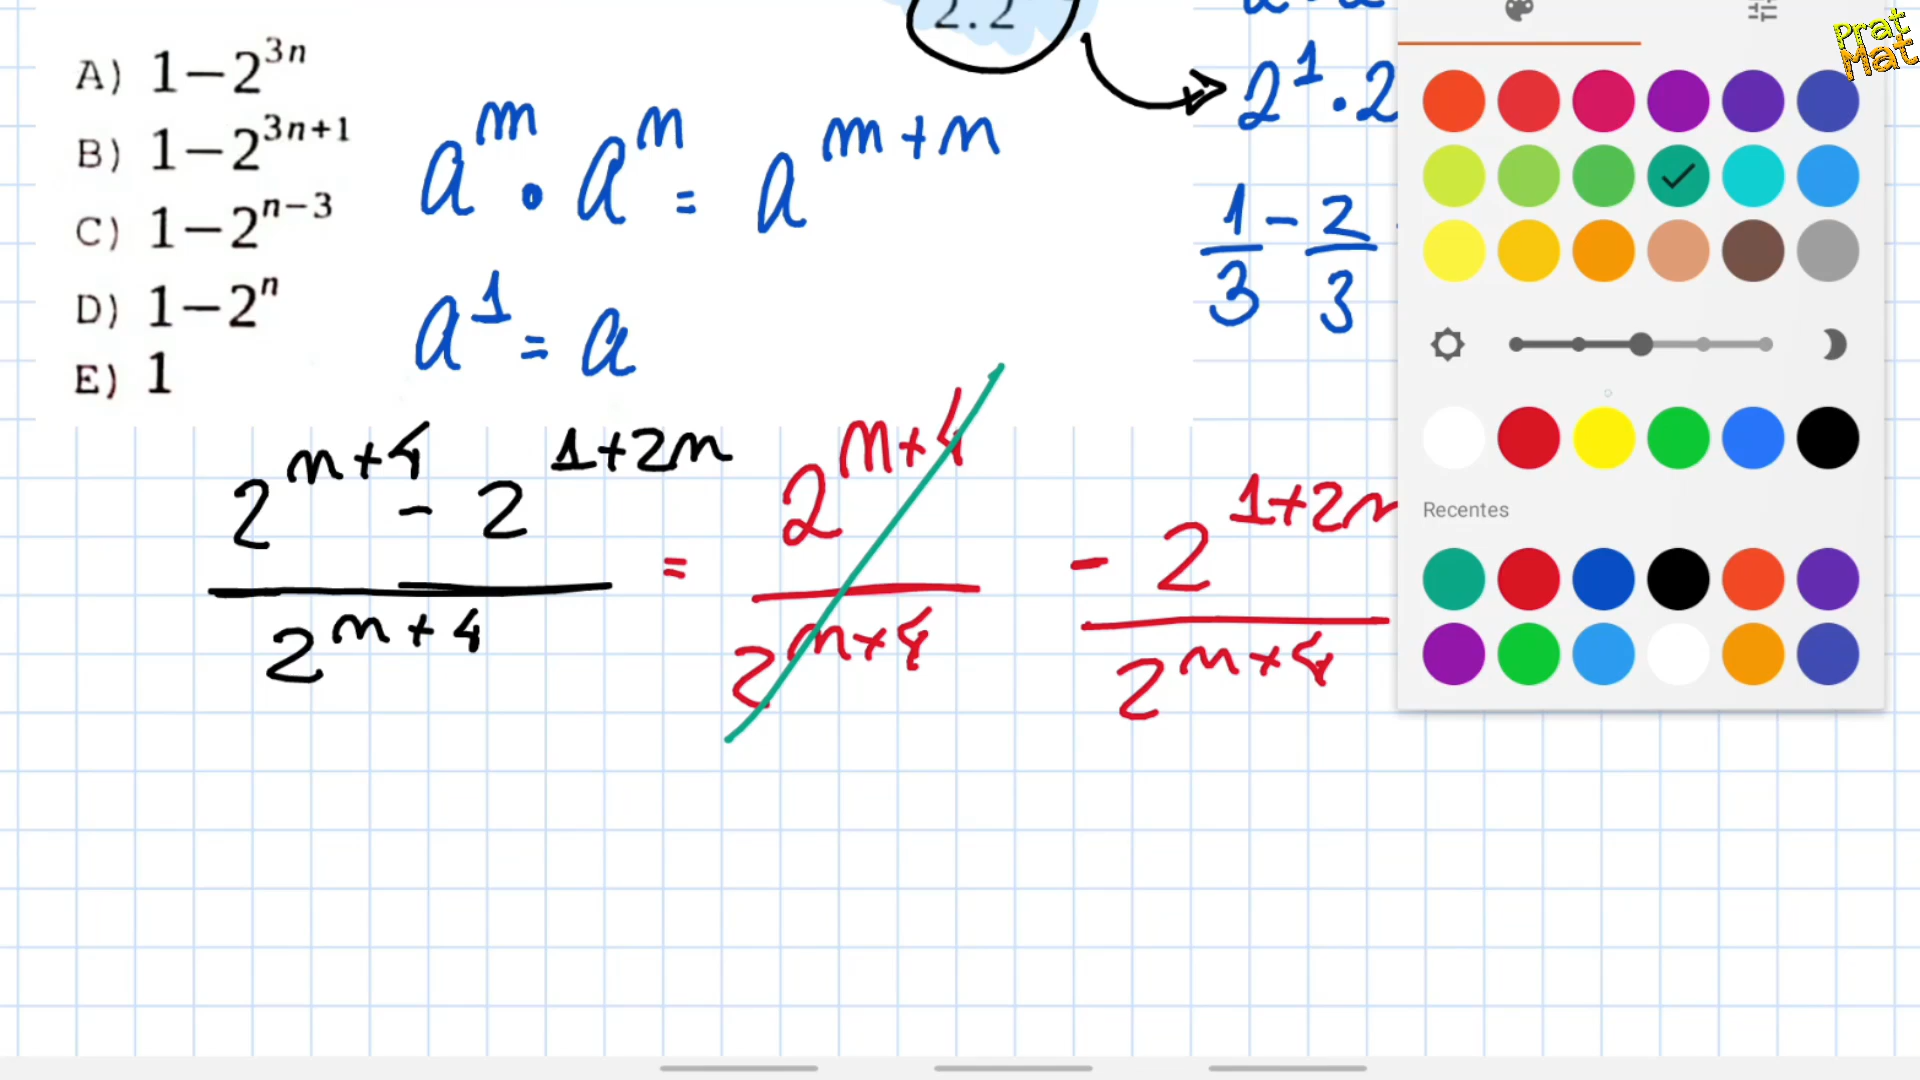 2.2
A) 1−2^{3n}
B) 1−2^{3n+1}
C) 1−2^{n−3}
D) 1−2^{n}
E) 1
a^{m} • a^{n} = a^{m+n}
a^{1} = a
2^{1} • 2
1/3 − 2/3
(2^{n+4} − 2^{1+2n})/2^{n+4} = 2^{n+4}/2^{n+4} − 2^{1+2n}/2^{n+4}
Recentes
Prat
Mat